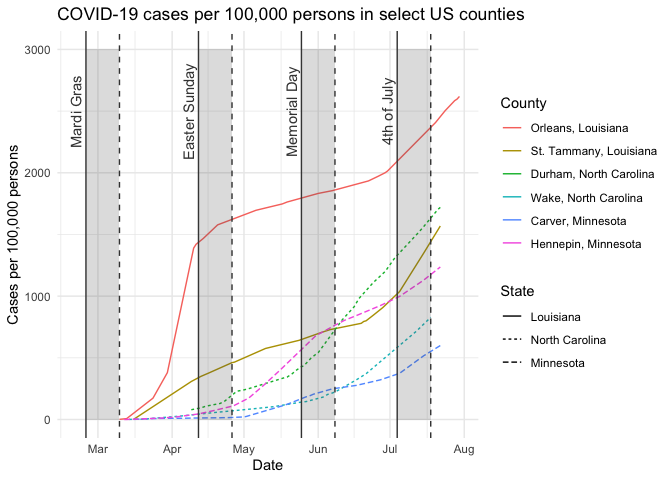 COVID-19 cases per 100,000 persons in select US counties
Cases per 100,000 persons
3000
2000
1000
0
Mardi Gras
Easter Sunday
Memorial Day
4th of July
Mar
Apr
May
Jun
Jul
Aug
Date
County
Orleans, Louisiana
St. Tammany, Louisiana
Durham, North Carolina
Wake, North Carolina
Carver, Minnesota
Hennepin, Minnesota
State
Louisiana
North Carolina
Minnesota